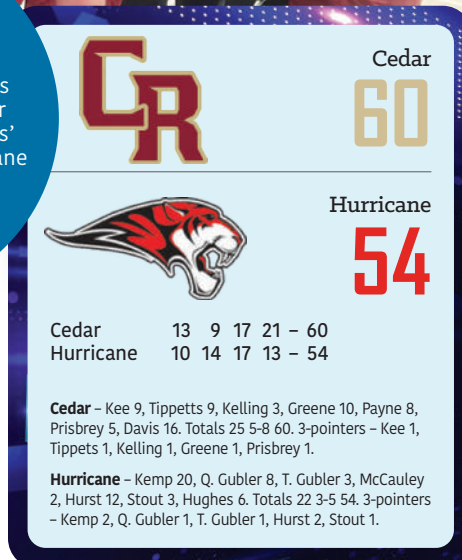 s
r
s'
ane
CR
Cedar
60
Hurricane
54
Cedar 13 9 17 21 – 60
Hurricane 10 14 17 13 – 54
Cedar – Kee 9, Tippetts 9, Kelling 3, Greene 10, Payne 8,
Prisbrey 5, Davis 16. Totals 25 5-8 60. 3-pointers – Kee 1,
Tippets 1, Kelling 1, Greene 1, Prisbrey 1.
Hurricane – Kemp 20, Q. Gubler 8, T. Gubler 3, McCauley
2, Hurst 12, Stout 3, Hughes 6. Totals 22 3-5 54. 3-pointers
– Kemp 2, Q. Gubler 1, T. Gubler 1, Hurst 2, Stout 1.